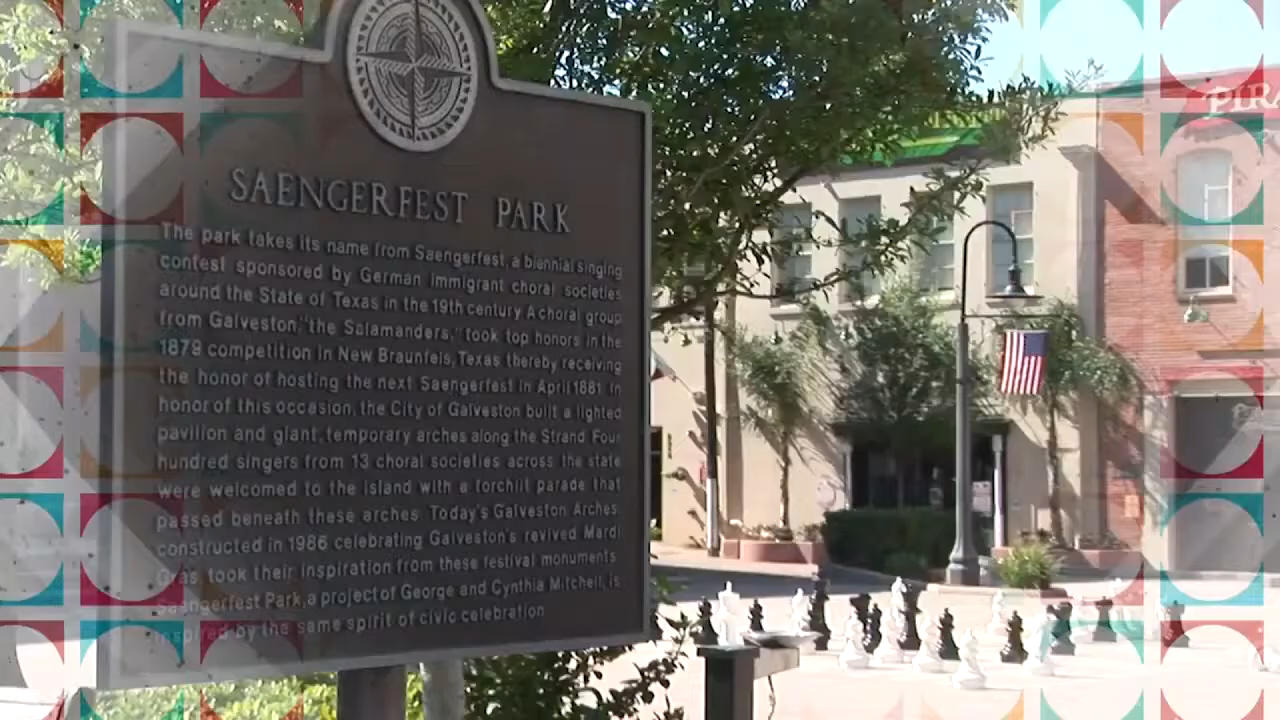 SAENGERFEST PARK
The park takes its name from Saengerfest, a biennial singing
contest sponsored by German immigrant choral societies
around the State of Texas in the 19th century A choral group
from Galveston, "the Salamanders," took top honors in the
1879 competition in New Braunfels, Texas thereby receiving
the honor of hosting the next Saengerfest in April 1881 In
honor of this occasion, the City of Galveston built a lighted
pavilion and giant, temporary arches along the Strand Four
hundred singers from 13 choral societies across the state
were welcomed to the island with a torchlit parade that
passed beneath these arches Today's Galveston Arches,
constructed in 1986 celebrating Galveston's revived Mardi
Gras, took their inspiration from these festival monuments
Saengerfest Park, a project of George and Cynthia Mitchell, is
inspired by the same spirit of civic celebration
PIRA